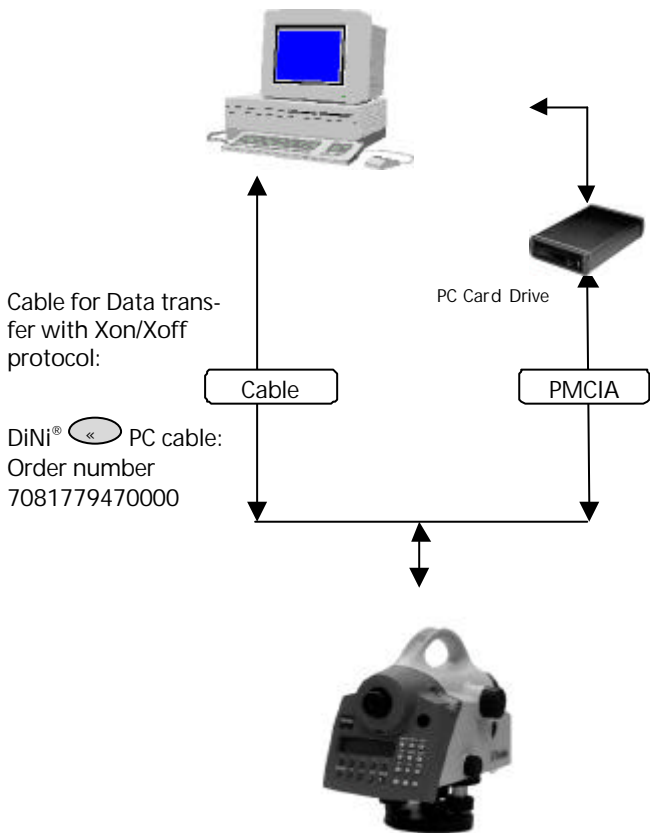 PC Card Drive
Cable for Data trans-
fer with Xon/Xoff
protocol:
Cable
PMCIA
DiNi® « PC cable:
Order number
7081779470000